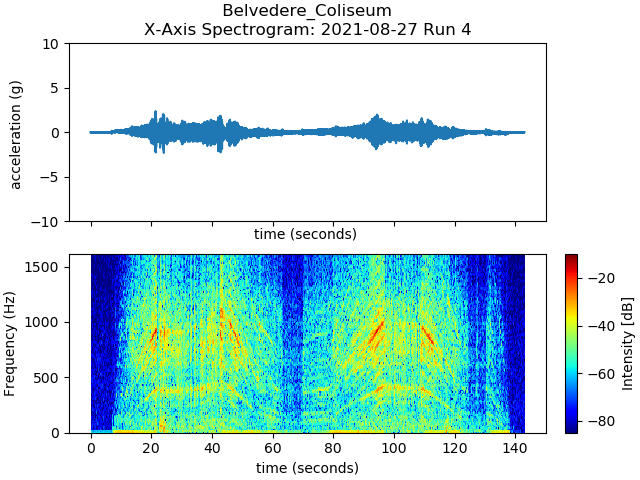 Belvedere_Coliseum
X-Axis Spectrogram: 2021-08-27 Run 4
10
5
0
−5
−10
acceleration (g)
time (seconds)
1500
1000
500
0
Frequency (Hz)
0 20 40 60 80 100 120 140
time (seconds)
−20
−40
−60
−80
Intensity [dB]